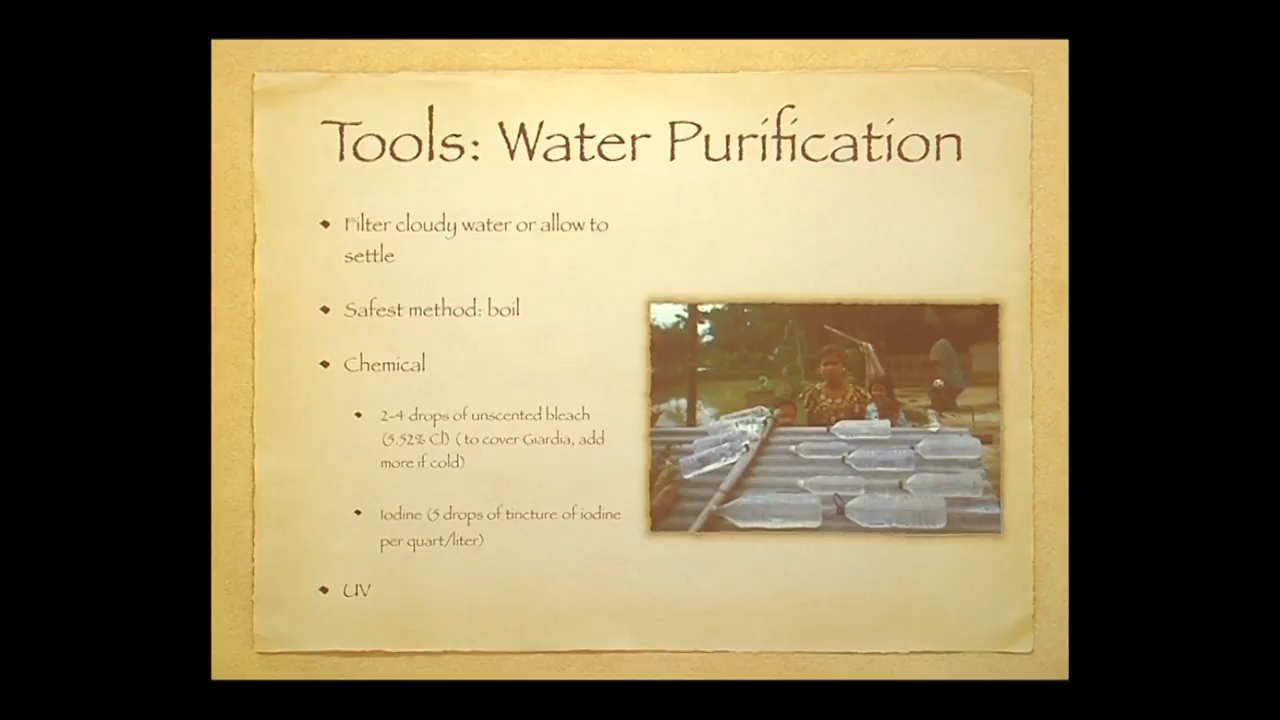 Tools: Water Purification
Filter cloudy water or allow to
settle
Safest method: boil
Chemical
2-4 drops of unscented bleach
(5.52% Cl) ( to cover Giardia, add
more if cold)
Iodine (5 drops of tincture of iodine
per quart/liter)
UV